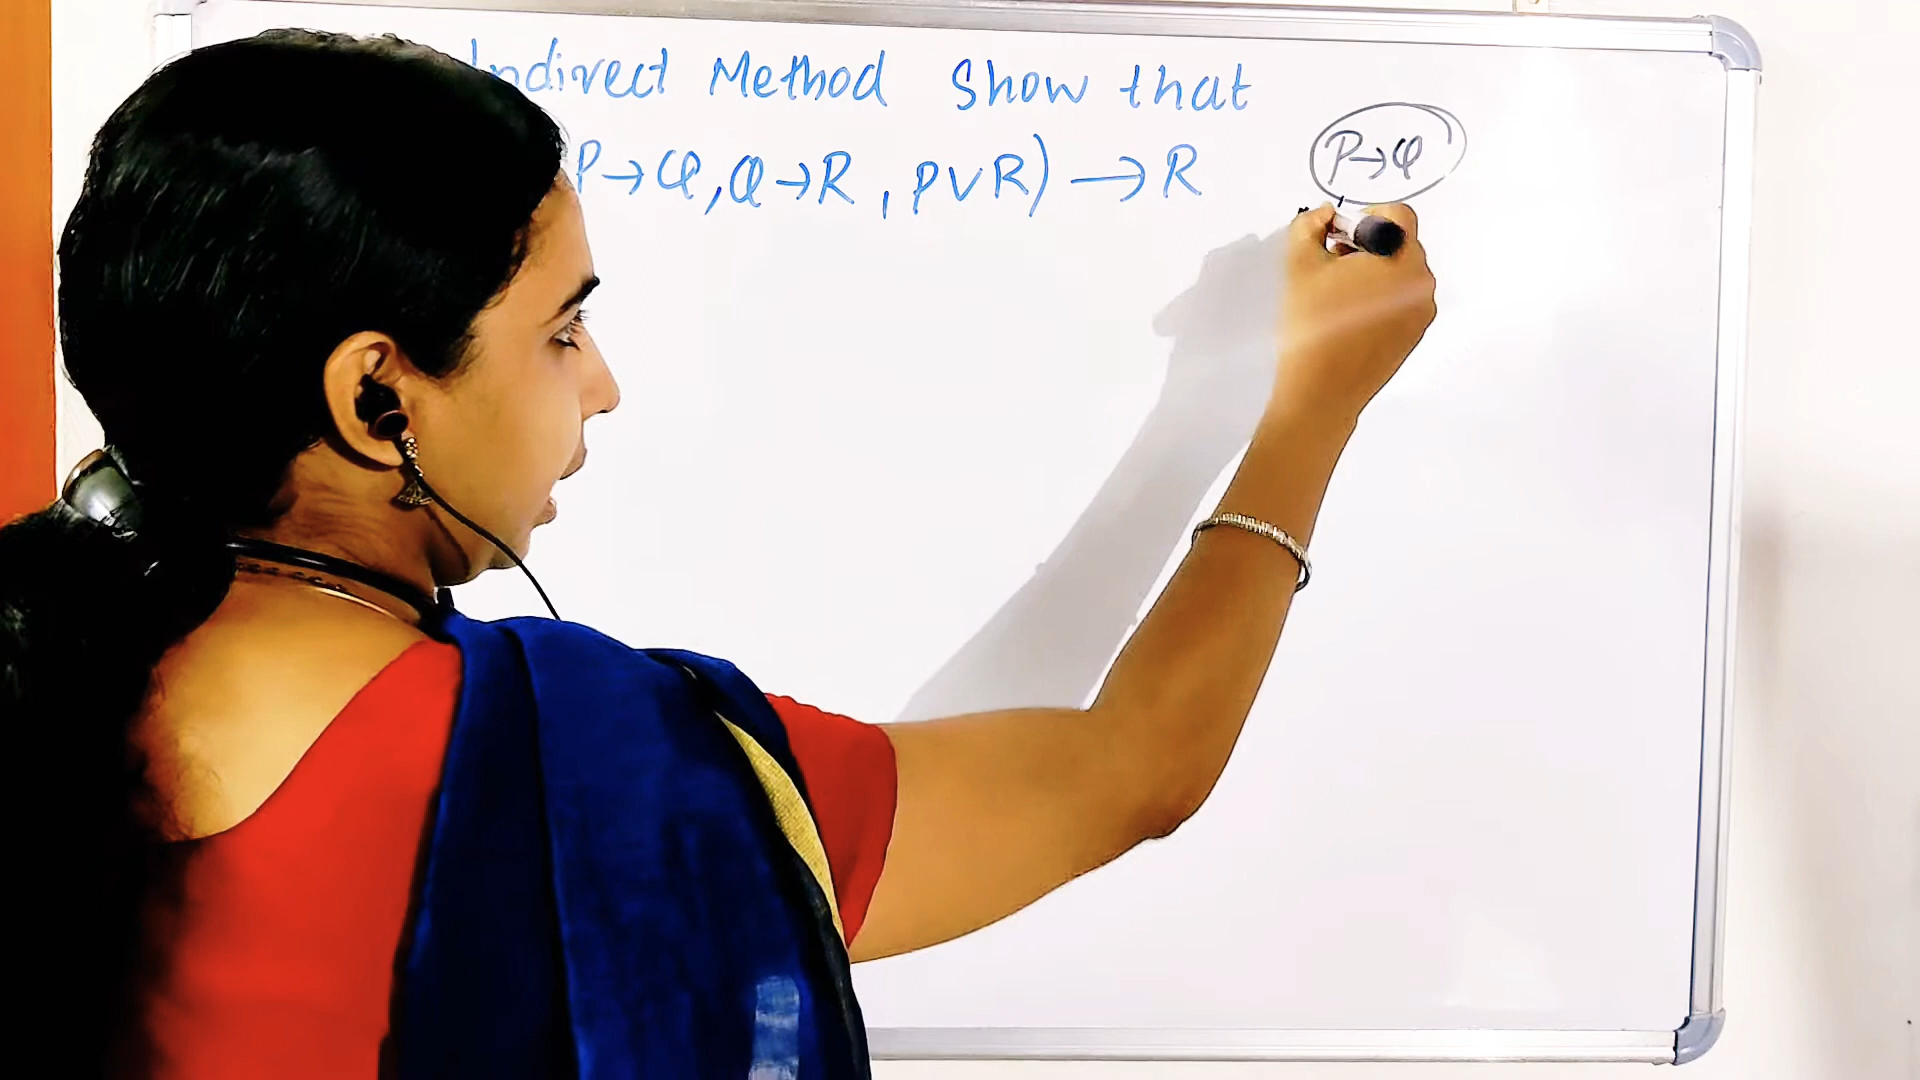 Indirect Method Show that
P→Q, Q→R, PVR) → R
P→Q